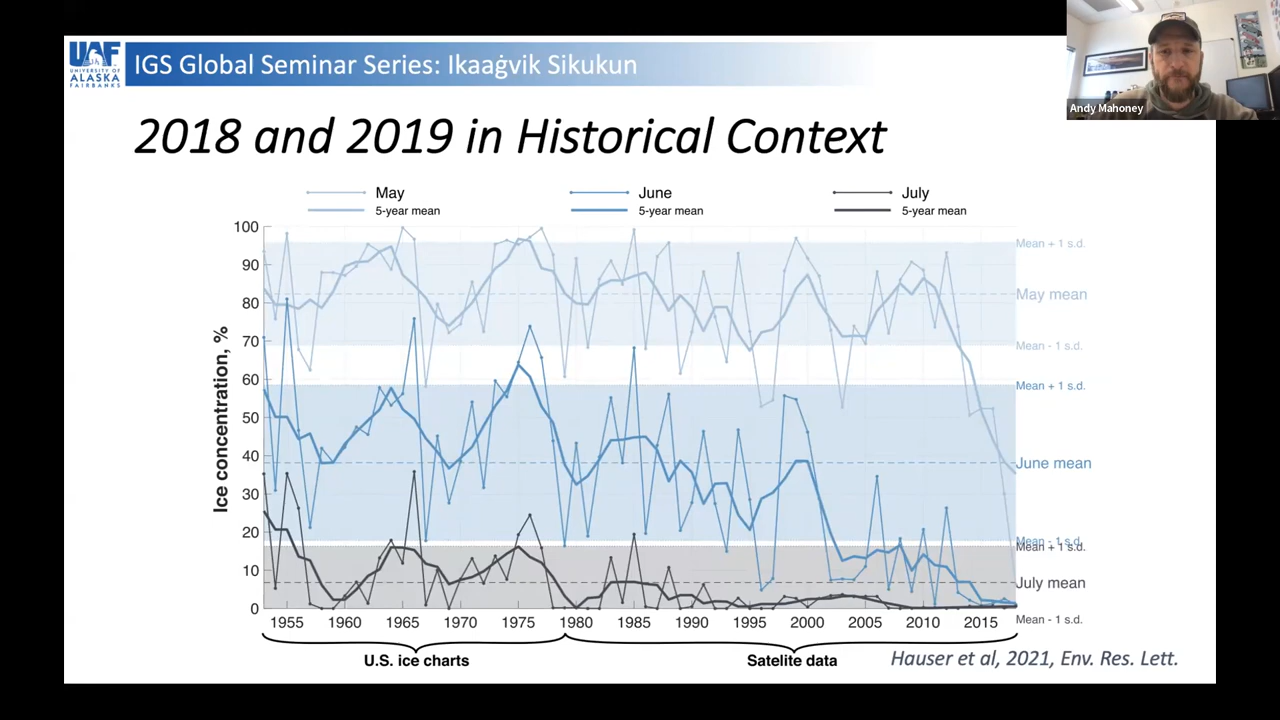 UAF
UNIVERSITY OF
ALASKA
FAIRBANKS
IGS Global Seminar Series: Ikaaġvik Sikukun
Andy Mahoney
2018 and 2019 in Historical Context
May
5-year mean
June
5-year mean
July
5-year mean
Ice concentration, %
100
90
80
70
60
50
40
30
20
10
0
Mean + 1 s.d.
May mean
Mean - 1 s.d.
Mean + 1 s.d.
June mean
Mean - 1 s.d.
Mean + 1 s.d.
July mean
Mean - 1 s.d.
1955 1960 1965 1970 1975 1980 1985 1990 1995 2000 2005 2010 2015
U.S. ice charts
Satelite data
Hauser et al, 2021, Env. Res. Lett.